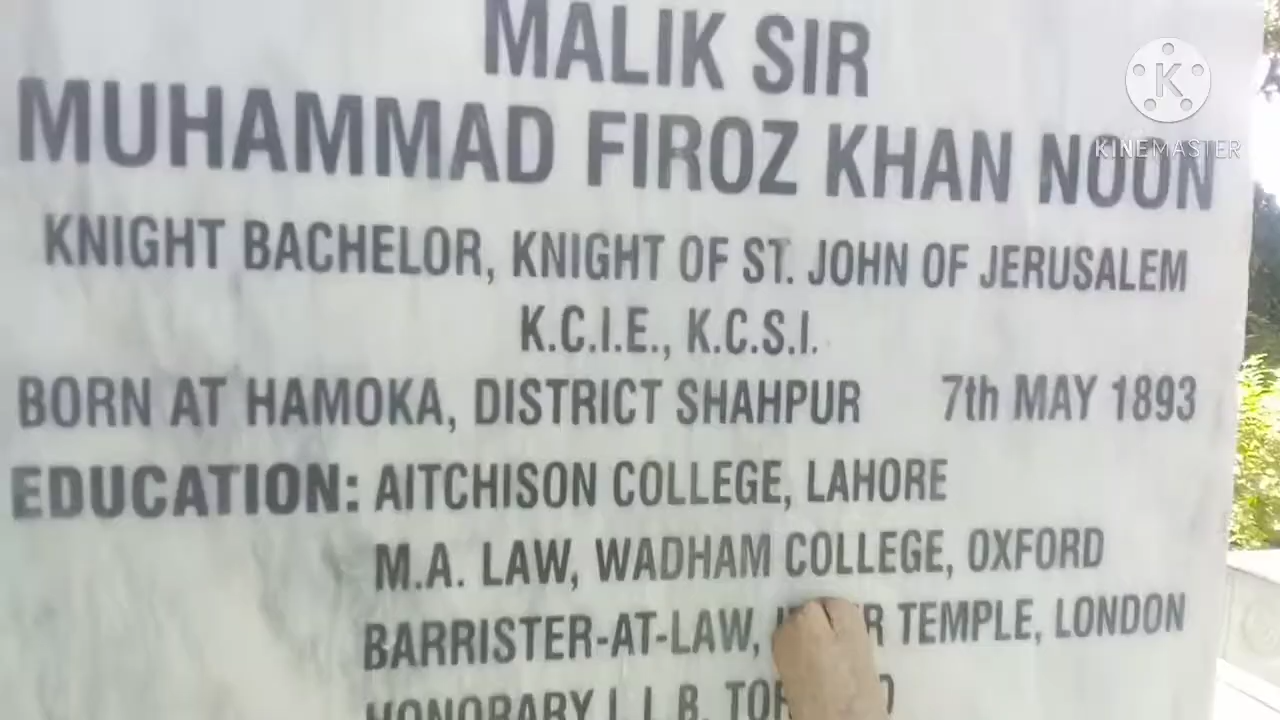 MALIK SIR
MUHAMMAD FIROZ KHAN NOON
KNIGHT BACHELOR, KNIGHT OF ST. JOHN OF JERUSALEM
K.C.I.E., K.C.S.I.
BORN AT HAMOKA, DISTRICT SHAHPUR 7th MAY 1893
EDUCATION: AITCHISON COLLEGE, LAHORE
M.A. LAW, WADHAM COLLEGE, OXFORD
BARRISTER-AT-LAW, TEMPLE, LONDON
HONORARY L.L.B.
K
KINEMASTER